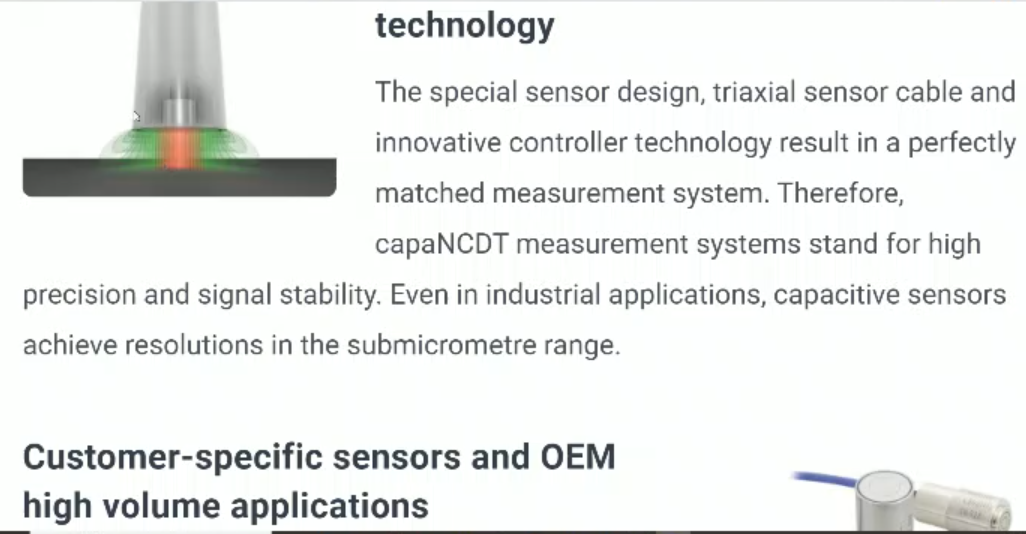 technology
The special sensor design, triaxial sensor cable and
innovative controller technology result in a perfectly
matched measurement system. Therefore,
capaNCDT measurement systems stand for high
precision and signal stability. Even in industrial applications, capacitive sensors
achieve resolutions in the submicrometre range.
Customer-specific sensors and OEM
high volume applications